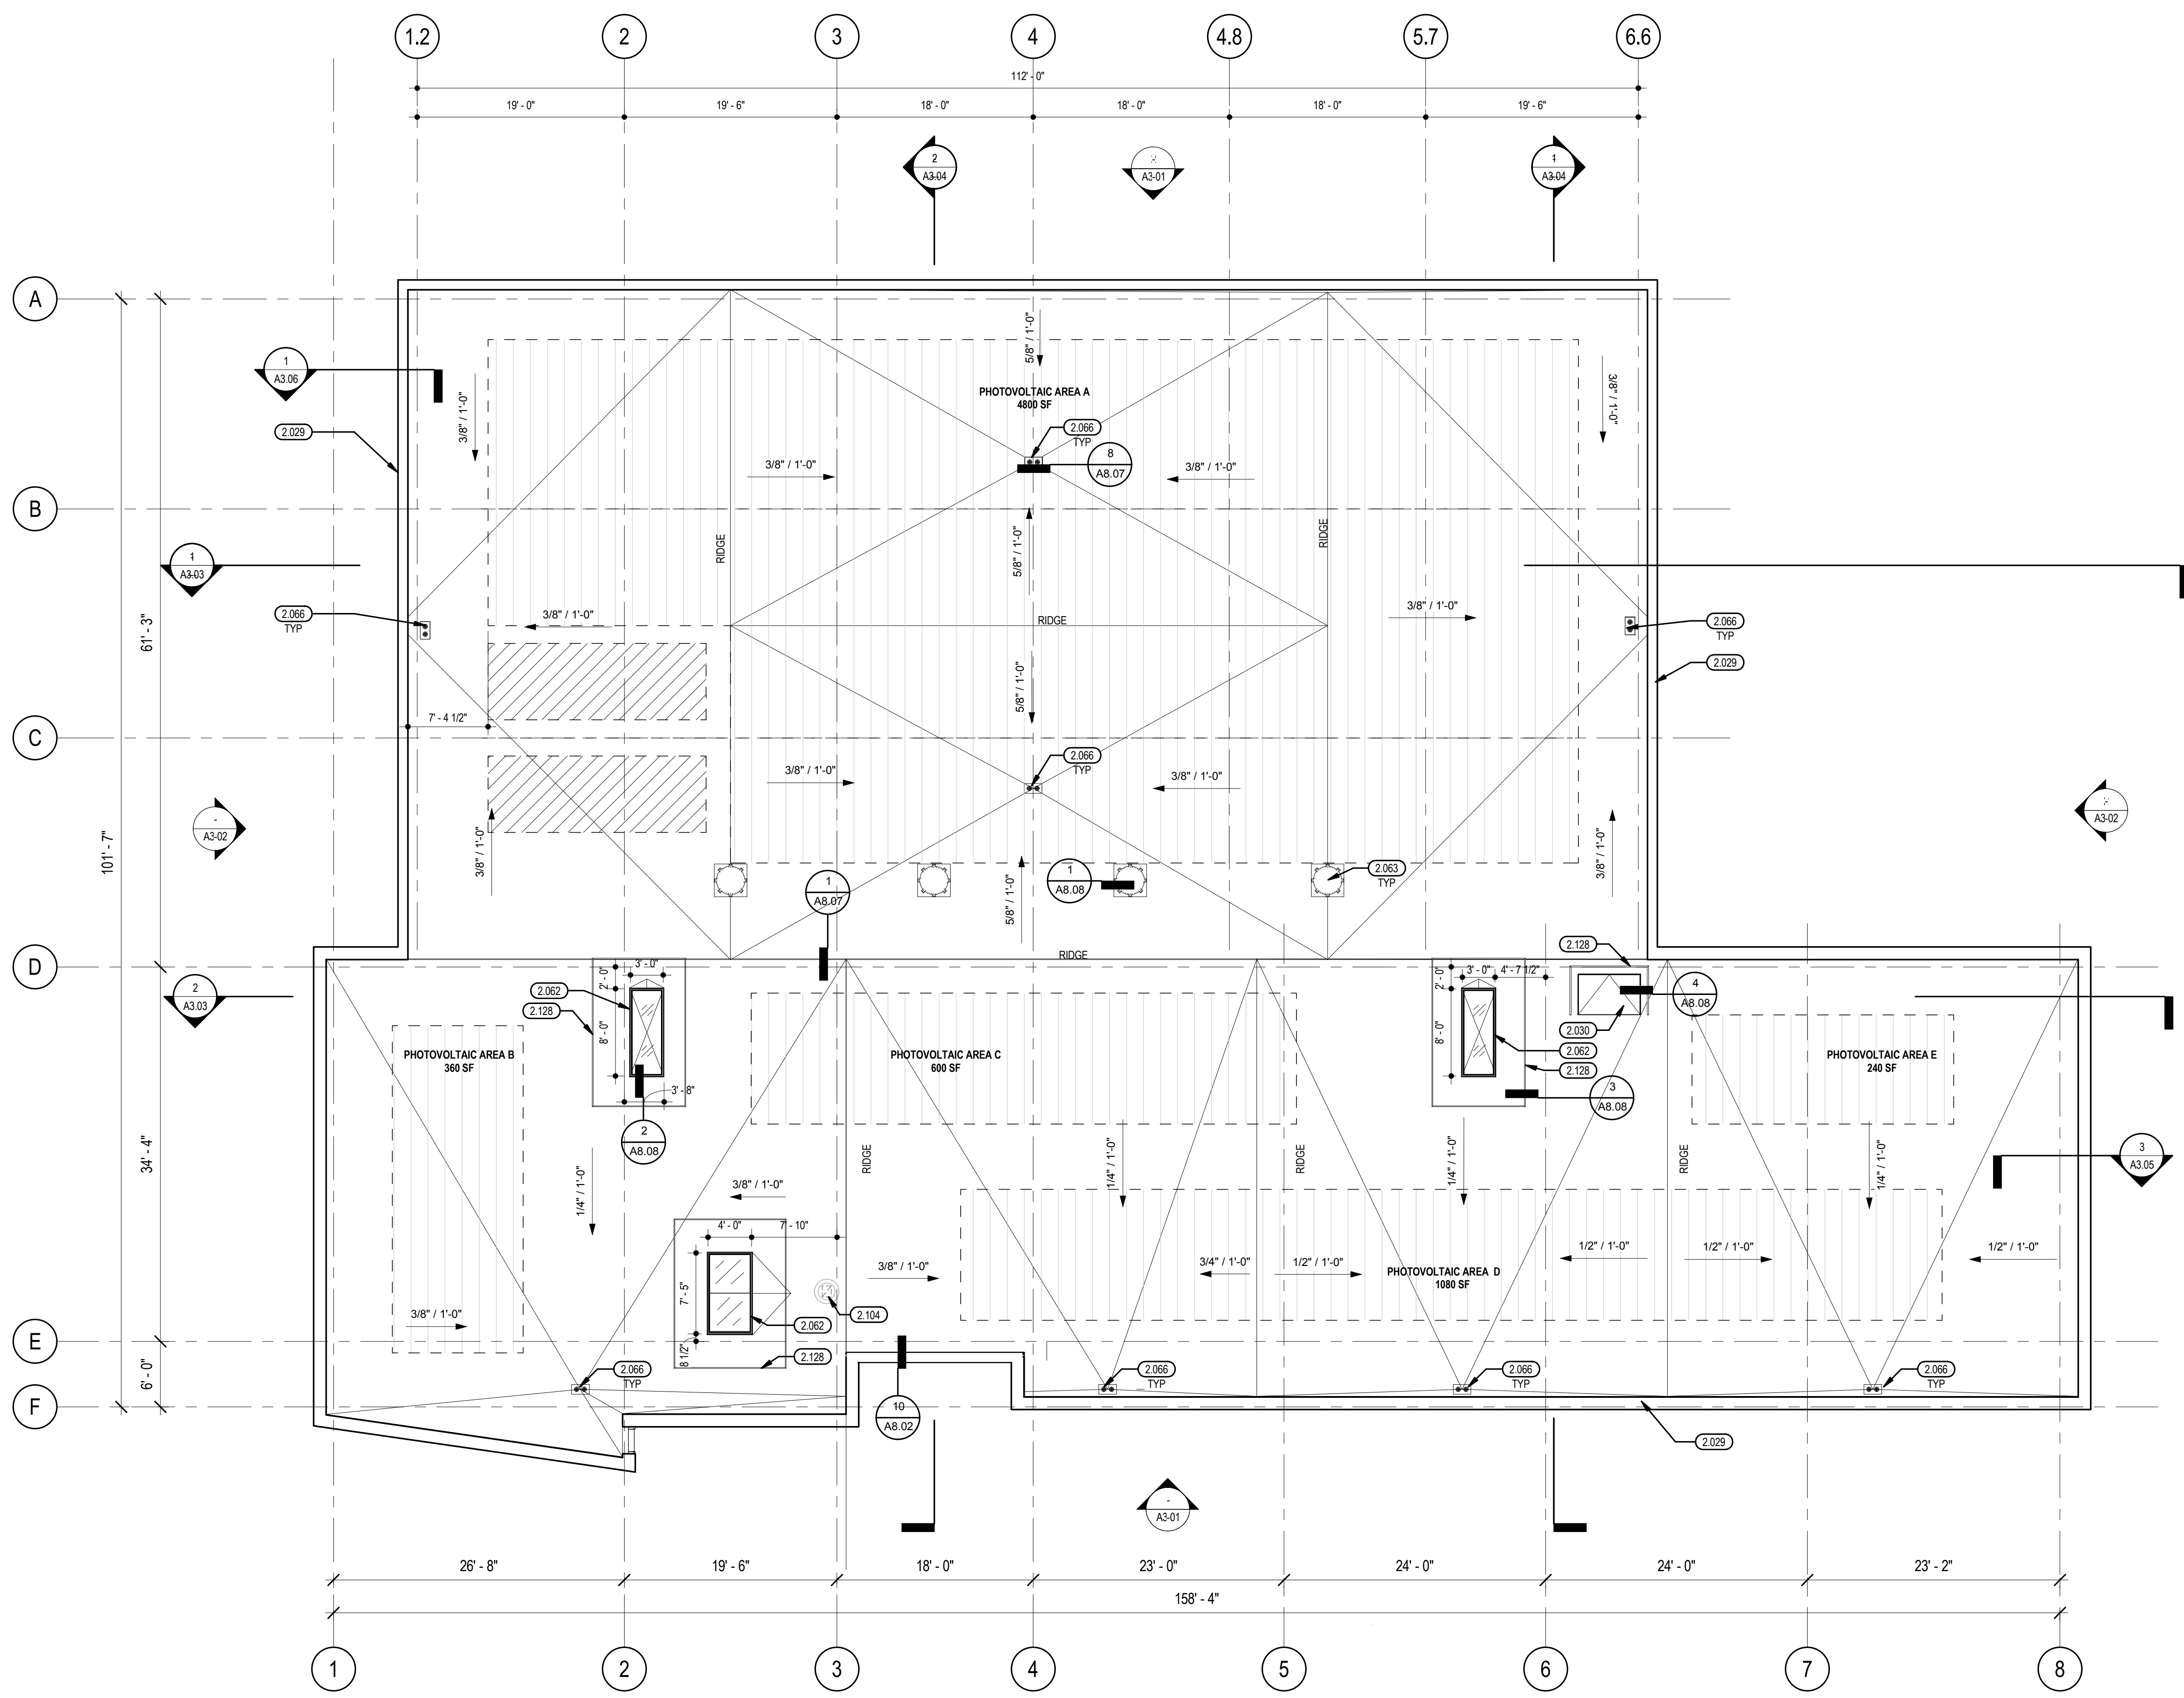 1.2 2 3 4 4.8 5.7 6.6
112' - 0"
19' - 0" 19' - 6" 18' - 0" 18' - 0" 18' - 0" 19' - 6"
2
A3.04
A3-01
1
A3.04
A
1
A3.06
5/8" / 1'-0"
3/8" / 1'-0"
3/8" / 1'-0"
PHOTOVOLTAIC AREA A
4800 SF
2.029
2.066
TYP
8
A8.07
3/8" / 1'-0"
3/8" / 1'-0"
B
RIDGE
RIDGE
5/8" / 1'-0"
1
A3.03
2.066
TYP
3/8" / 1'-0"
RIDGE
3/8" / 1'-0"
2.066
TYP
61' - 3"
2.029
5/8" / 1'-0"
7' - 4 1/2"
C
2.066
TYP
3/8" / 1'-0"
3/8" / 1'-0"
-
A3-02
A3-02
101' - 7"
3/8" / 1'-0"
3/8" / 1'-0"
1
A8.07
5/8" / 1'-0"
1
A8.08
2.063
TYP
D
RIDGE
2.128
2
A3.03
3' - 0"
2' - 0"
8' - 0"
2.062
2.128
3' - 8"
2
A8.08
3' - 0"
4' - 7 1/2"
2' - 0"
8' - 0"
4
A8.08
2.030
2.062
2.128
3
A8.08
PHOTOVOLTAIC AREA B
360 SF
PHOTOVOLTAIC AREA C
600 SF
PHOTOVOLTAIC AREA E
240 SF
34' - 4"
1/4" / 1'-0"
RIDGE
1/4" / 1'-0"
RIDGE
1/4" / 1'-0"
RIDGE
1/4" / 1'-0"
3
A3.05
3/8" / 1'-0"
4' - 0"
7' - 10"
7' - 5"
8 1/2"
3/8" / 1'-0"
3/4" / 1'-0"
1/2" / 1'-0"
1/2" / 1'-0"
1/2" / 1'-0"
1/2" / 1'-0"
PHOTOVOLTAIC AREA D
1080 SF
3/8" / 1'-0"
2.104
2.062
2.128
E
6' - 0"
2.066
TYP
2.066
TYP
2.066
TYP
2.066
TYP
F
10
A8.02
2.029
-
A3-01
26' - 8" 19' - 6" 18' - 0" 23' - 0" 24' - 0" 24' - 0" 23' - 2"
158' - 4"
1 2 3 4 5 6 7 8